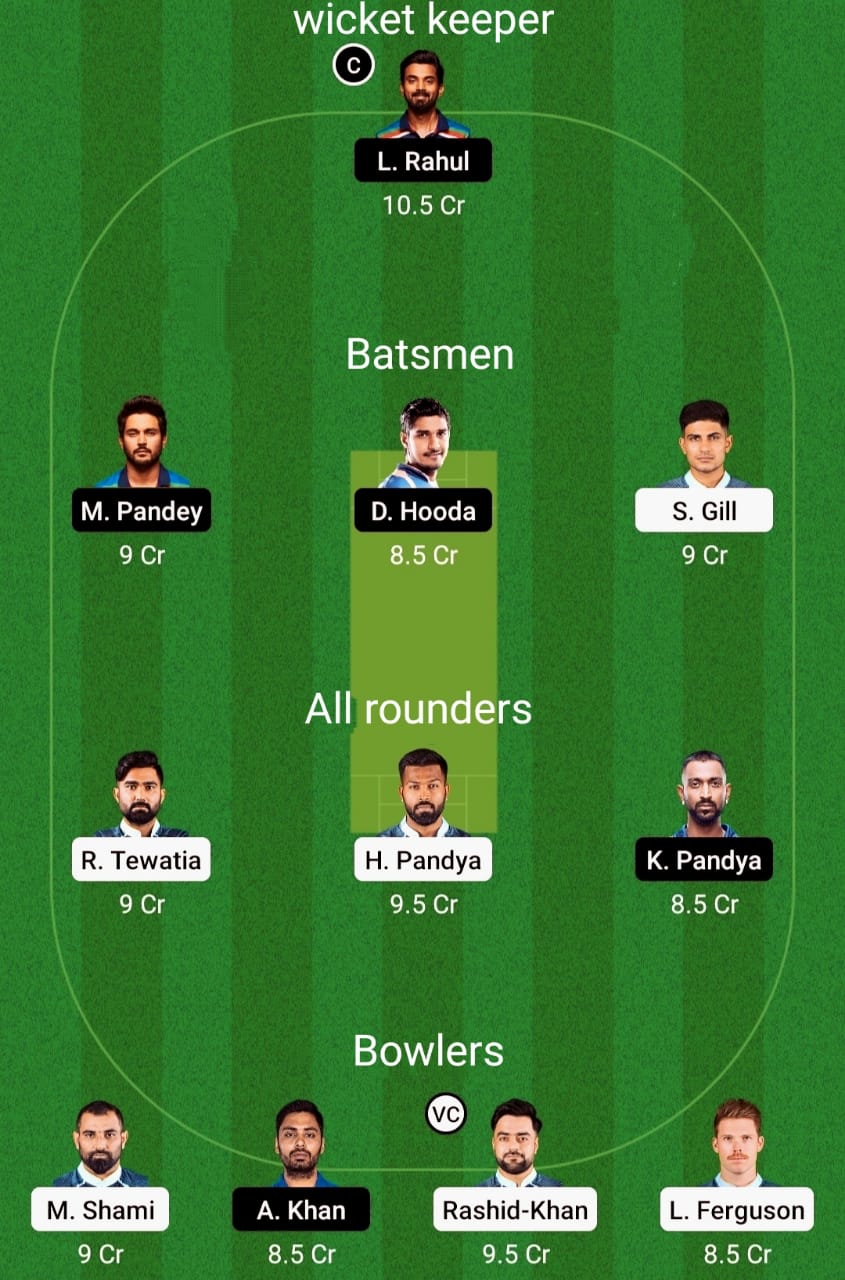 wicket keeper
C
L. Rahul
10.5 Cr
Batsmen
M. Pandey
D. Hooda
S. Gill
9 Cr
8.5 Cr
9 Cr
All rounders
R. Tewatia
H. Pandya
K. Pandya
9 Cr
9.5 Cr
8.5 Cr
Bowlers
VC
M. Shami
A. Khan
Rashid-Khan
L. Ferguson
9 Cr
8.5 Cr
9.5 Cr
8.5 Cr